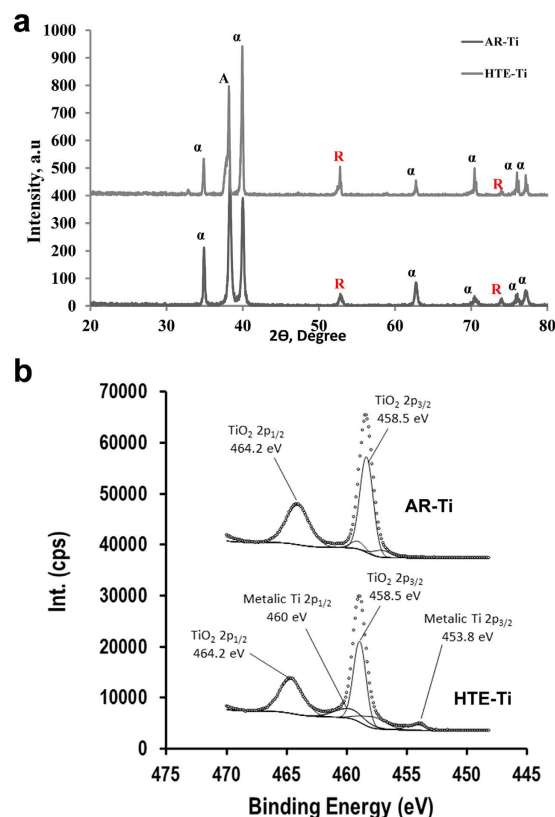 a
1000
900
800
700
600
500
400
300
200
100
0
Intensity, a.u
α
A
α
R
α
α
R
α
α
AR-Ti
HTE-Ti
α
R
α
α
R
α
α
20
30
40
50
60
70
80
2Θ, Degree
b
70000
60000
50000
40000
30000
20000
10000
0
Int. (cps)
TiO2 2p1/2
464.2 eV
TiO2 2p3/2
458.5 eV
AR-Ti
TiO2 2p1/2
464.2 eV
Metalic Ti 2p1/2
460 eV
TiO2 2p3/2
458.5 eV
Metalic Ti 2p3/2
453.8 eV
HTE-Ti
475
470
465
460
455
450
445
Binding Energy (eV)